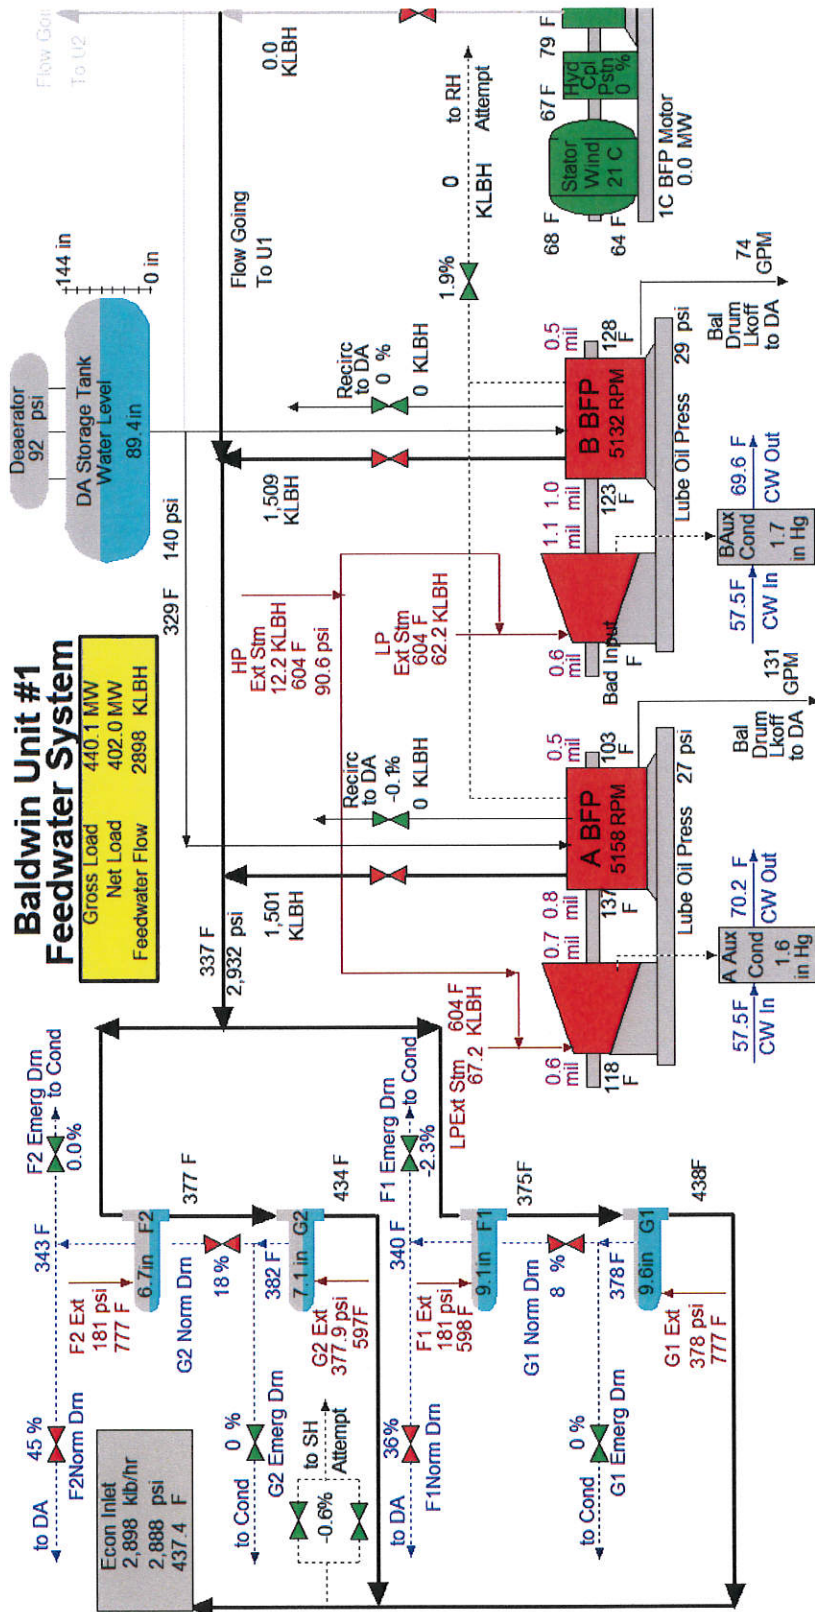 Baldwin Unit #1
Feedwater System
Gross Load 440.1 MW
Net Load 402.0 MW
Feedwater Flow 2898 KLBH
Econ Inlet
2,898 klb/hr
2,888 psi
437.4 F
to DA
45 %
F2Norm Drn
343 F
F2 Emerg Drn
to Cond
0.0%
F2 Ext
181 psi
777 F
6.7in
F2
377 F
G2 Norm Drn
18 %
382 F
7.1 in
G2
434 F
G2 Ext
377.9 psi
597F
to Cond
0 %
G2 Emerg Drn
to SH
Attempt
-0.6%
to DA
36%
F1Norm Drn
340 F
F1 Emerg Drn
to Cond
-2.3%
F1 Ext
181 psi
598F
9.1in
F1
375F
G1 Norm Drn
8 %
378F
9.6in
G1
438F
G1 Ext
378 psi
777 F
to Cond
0 %
G1 Emerg Drn
337 F
2,932 psi
329 F
140 psi
Deaerator
92 psi
DA Storage Tank
Water Level
89.4in
144 in
0 in
Flow Going
To U1
Flow Goi
To U2
0.0
KLBH
1,501
KLBH
Recirc
to DA
-0.1%
0 KLBH
HP
Ext Stm
12.2 KLBH
604 F
90.6 psi
LP
Ext Stm
604 F
62.2 KLBH
1,509
KLBH
Recirc
to DA
0 %
0 KLBH
1.9%
0
KLBH
to RH
Attempt
LPExt Stm
67.2
604 F
KLBH
0.6
mil
118
F
0.7
mil
0.8
mil
137
F
A BFP
5158 RPM
0.5
mil
103
F
Lube Oil Press
27 psi
Bal
Drum
Lkoff
to DA
131
GPM
57.5F
CW In
A Aux
Cond
1.6
in Hg
70.2 F
CW Out
0.6
mil
Bad Input
F
1.1
mil
1.0
mil
123
F
B BFP
5132 RPM
0.5
mil
128
F
Lube Oil Press
29 psi
Bal
Drum
Lkoff
to DA
74
GPM
57.5F
CW In
BAux
Cond
1.7
in Hg
69.6 F
CW Out
68 F
64 F
Stator
Wind
21 C
67 F
Hyd
Cpl
Pstn
0 %
79 F
1C BFP Motor
0.0 MW